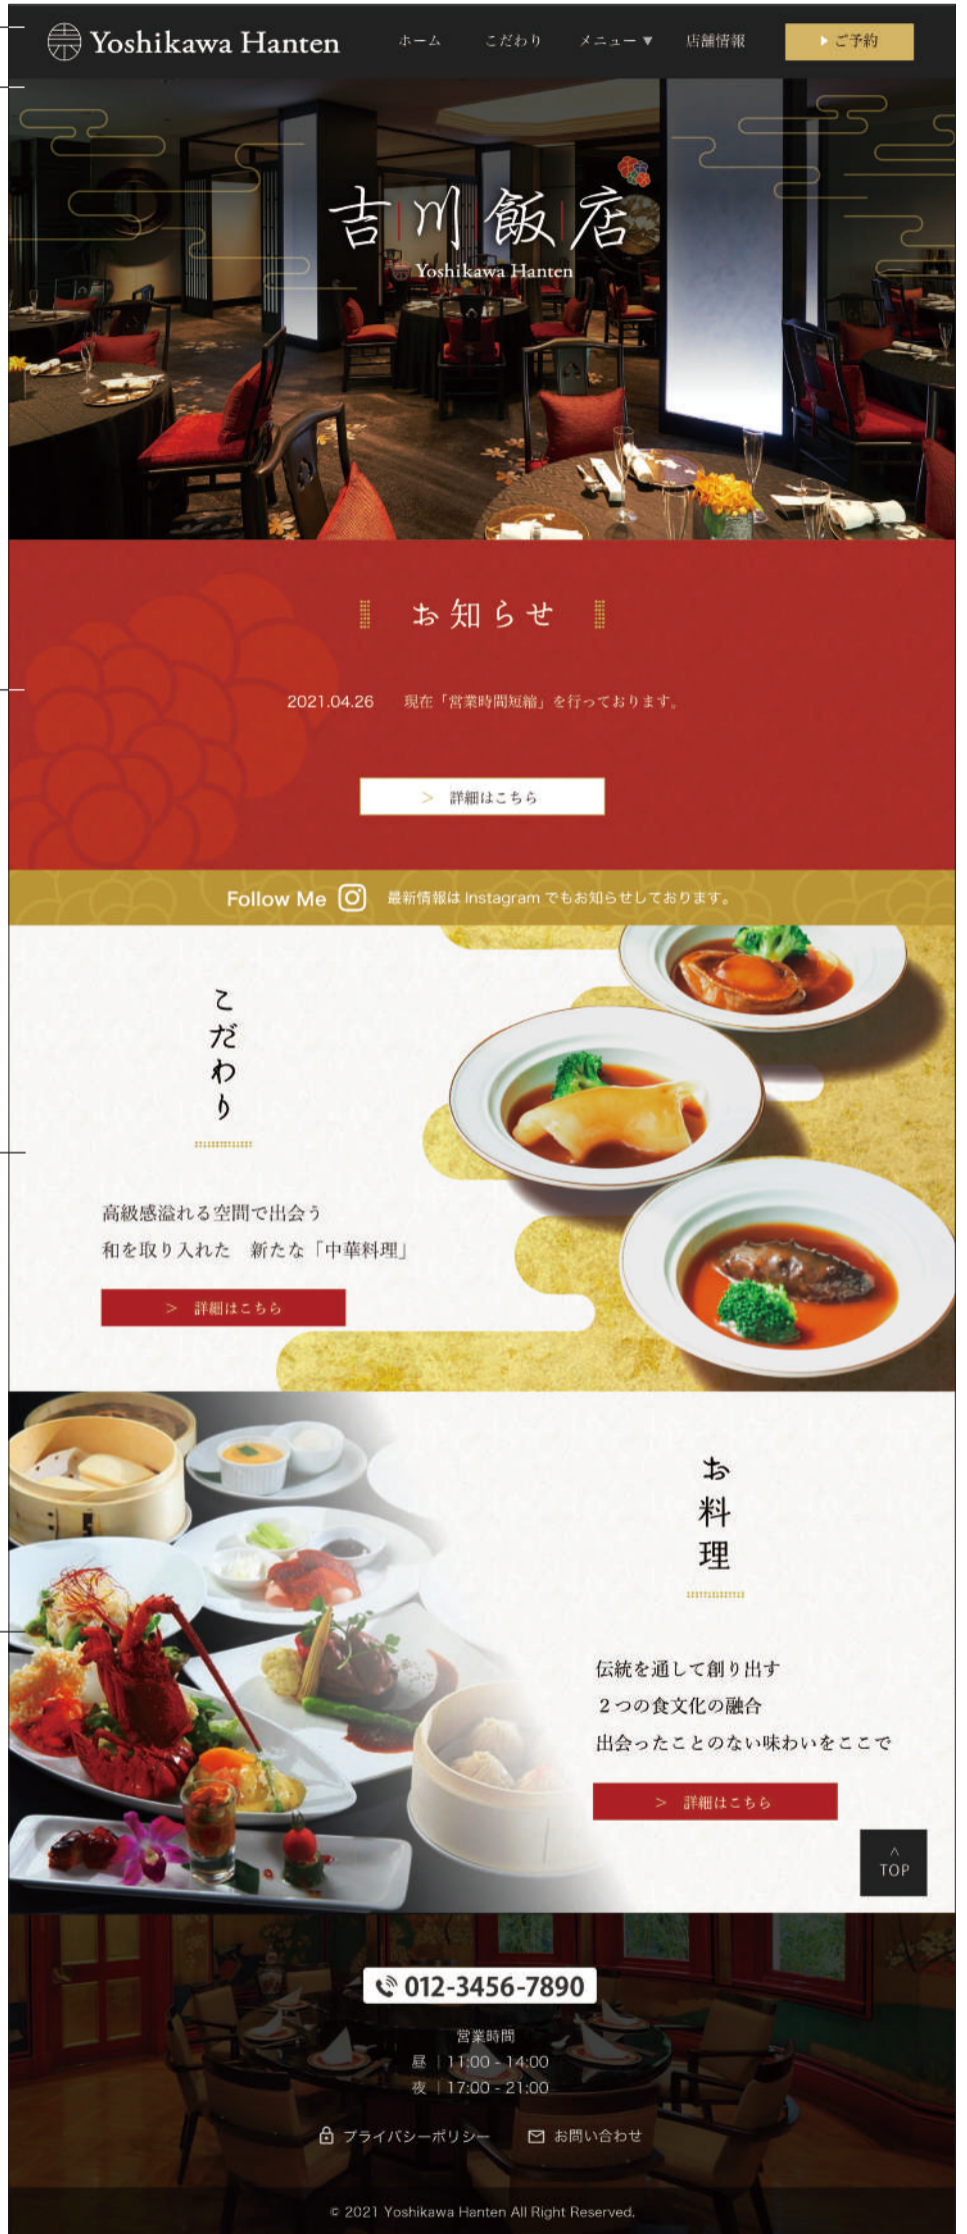 Yoshikawa Hanten
ホーム こだわり メニュー▼ 店舗情報 ご予約
吉川飯店
Yoshikawa Hanten
お知らせ
2021.04.26 現在「営業時間短縮」を行っております。
> 詳細はこちら
Follow Me 最新情報は Instagram でもお知らせしております。
こだわり
高級感溢れる空間で出会う
和を取り入れた 新たな「中華料理」
> 詳細はこちら
お料理
伝統を通して創り出す
２つの食文化の融合
出会ったことのない味わいをここで
> 詳細はこちら
TOP
012-3456-7890
営業時間
昼 | 11:00 - 14:00
夜 | 17:00 - 21:00
プライバシーポリシー お問い合わせ
© 2021 Yoshikawa Hanten All Right Reserved.